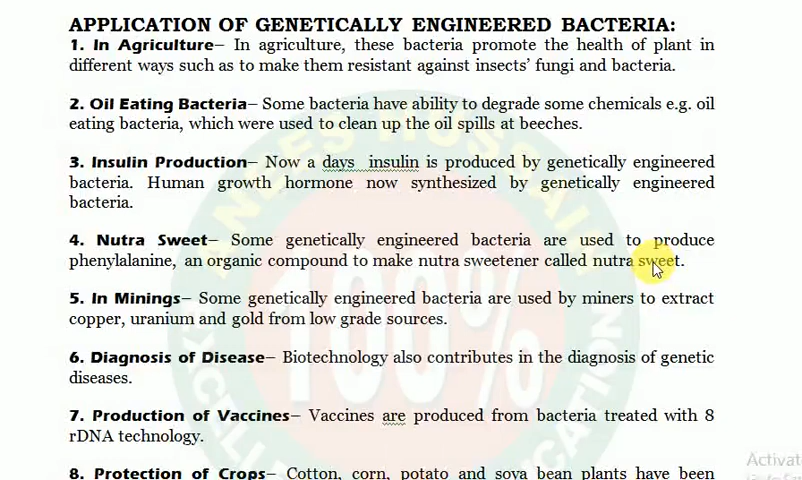 APPLICATION OF GENETICALLY ENGINEERED BACTERIA:
1. In Agriculture– In agriculture, these bacteria promote the health of plant in
different ways such as to make them resistant against insects’ fungi and bacteria.
2. Oil Eating Bacteria– Some bacteria have ability to degrade some chemicals e.g. oil
eating bacteria, which were used to clean up the oil spills at beeches.
3. Insulin Production– Now a days insulin is produced by genetically engineered
bacteria. Human growth hormone now synthesized by genetically engineered
bacteria.
4. Nutra Sweet– Some genetically engineered bacteria are used to produce
phenylalanine, an organic compound to make nutra sweetener called nutra sweet.
5. In Minings– Some genetically engineered bacteria are used by miners to extract
copper, uranium and gold from low grade sources.
6. Diagnosis of Disease– Biotechnology also contributes in the diagnosis of genetic
diseases.
7. Production of Vaccines– Vaccines are produced from bacteria treated with 8
rDNA technology.
8. Protection of Crops– Cotton, corn, potato and soya bean plants have been
ANEES HUSSAIN
100%
Activat